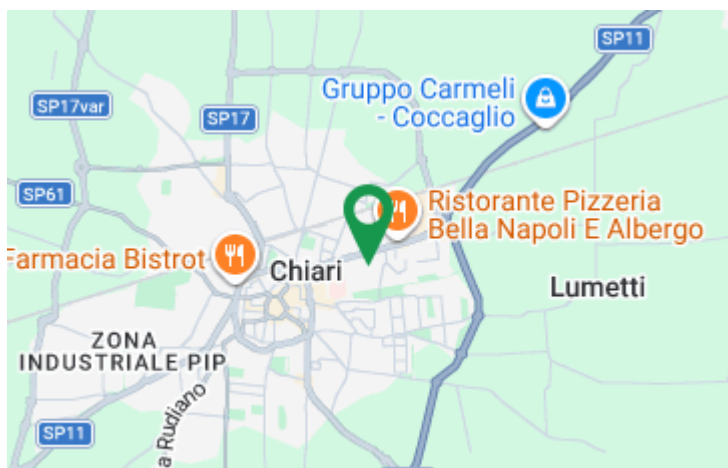 SP11
Gruppo Carmeli
- Coccaglio
SP17var
SP17
SP61
Ristorante Pizzeria
Bella Napoli E Albergo
Farmacia Bistrot
Chiari
Lumetti
ZONA
INDUSTRIALE PIP
a Rudiano
SP11